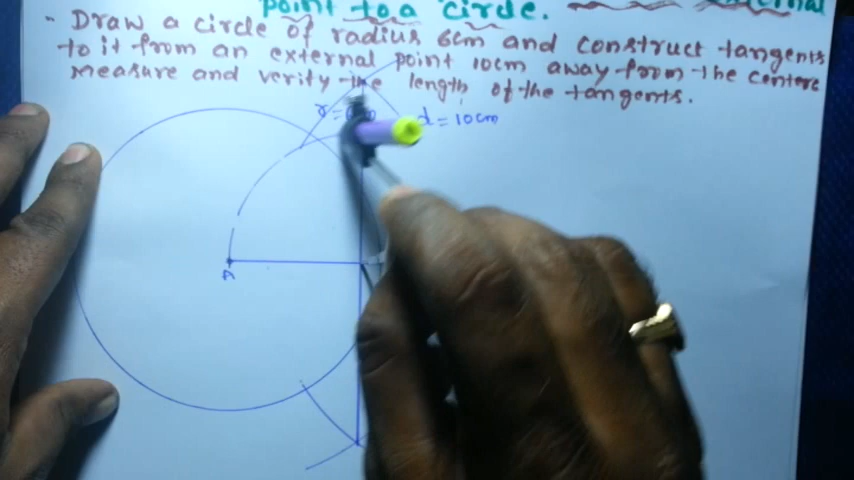 point to a circle.
- Draw a circle of radius 6cm and construct tangents
to it from an external point 10cm away from the centere
measure and verify the length of the tangents.
r= d=10cm
A